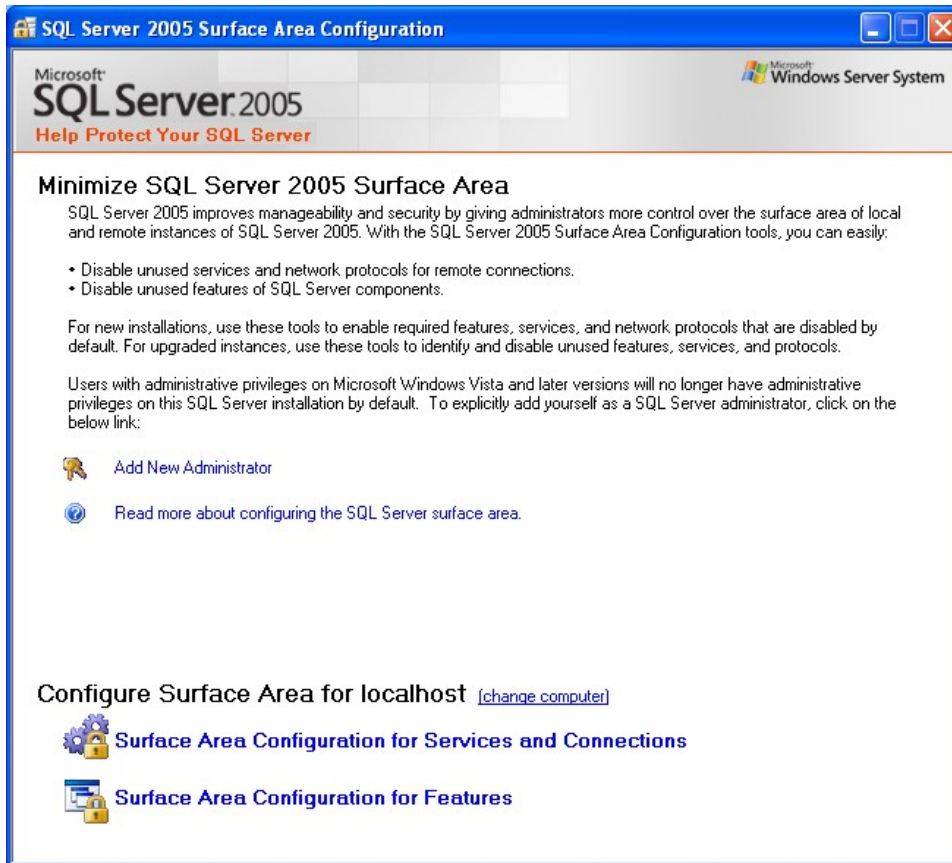 SQL Server 2005 Surface Area Configuration
Microsoft
SQL Server 2005
Help Protect Your SQL Server
Microsoft
Windows Server System
Minimize SQL Server 2005 Surface Area
SQL Server 2005 improves manageability and security by giving administrators more control over the surface area of local
and remote instances of SQL Server 2005. With the SQL Server 2005 Surface Area Configuration tools, you can easily:
• Disable unused services and network protocols for remote connections.
• Disable unused features of SQL Server components.
For new installations, use these tools to enable required features, services, and network protocols that are disabled by
default. For upgraded instances, use these tools to identify and disable unused features, services, and protocols.
Users with administrative privileges on Microsoft Windows Vista and later versions will no longer have administrative
privileges on this SQL Server installation by default. To explicitly add yourself as a SQL Server administrator, click on the
below link:
Add New Administrator
Read more about configuring the SQL Server surface area.
Configure Surface Area for localhost (change computer)
Surface Area Configuration for Services and Connections
Surface Area Configuration for Features